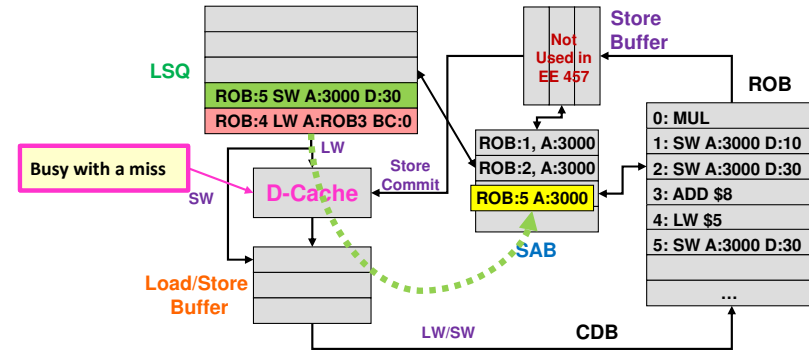 LSQ
ROB:5 SW A:3000 D:30
ROB:4 LW A:ROB3 BC:0
Busy with a miss
LW
SW
D-Cache
Store
Commit
Load/Store
Buffer
LW/SW
CDB
Not
Used in
EE 457
Store
Buffer
ROB:1, A:3000
ROB:2, A:3000
ROB:5 A:3000
SAB
ROB
0: MUL
1: SW A:3000 D:10
2: SW A:3000 D:30
3: ADD $8
4: LW $5
5: SW A:3000 D:30
...